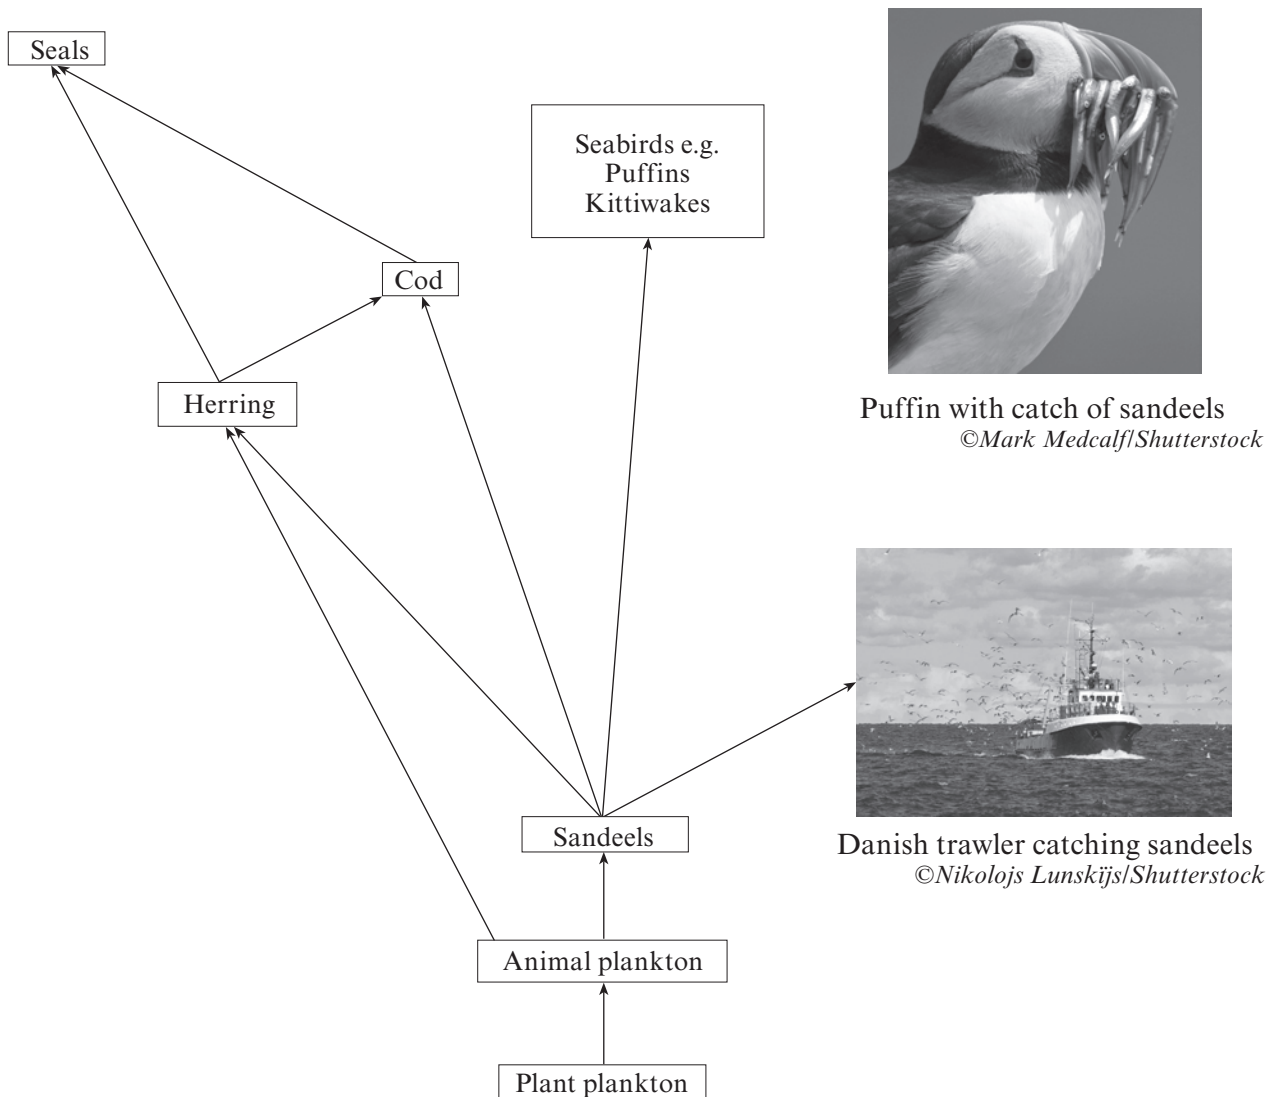 Seals
Seabirds e.g.
Puffins
Kittiwakes
Cod
Herring
Puffin with catch of sandeels
©Mark Medcalf/Shutterstock
Sandeels
Danish trawler catching sandeels
©Nikolojs Lunskïjs/Shutterstock
Animal plankton
Plant plankton